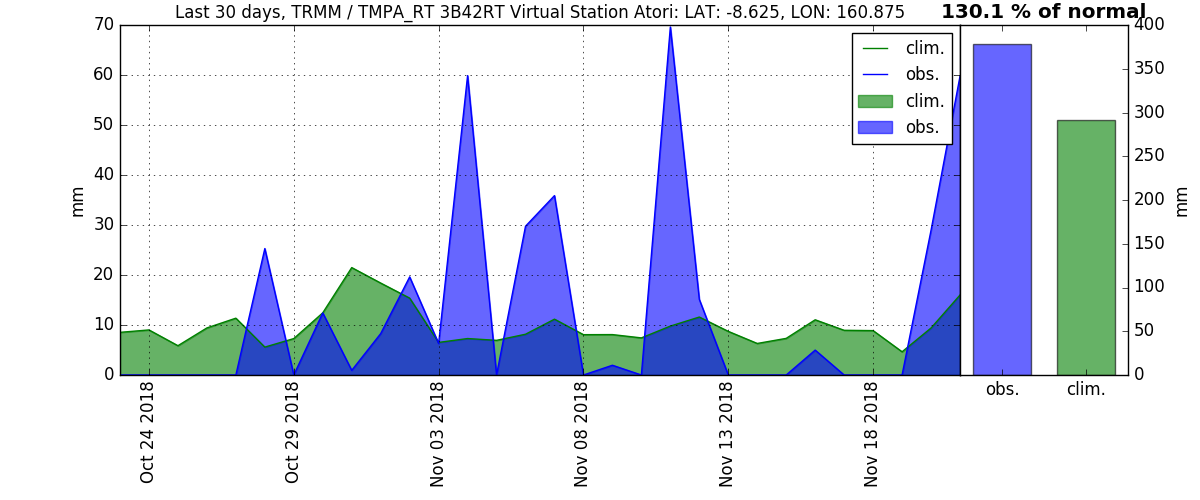 Last 30 days, TRMM / TMPA_RT 3B42RT Virtual Station Atori: LAT: -8.625, LON: 160.875
130.1 % of normal
70
60
50
40
30
20
10
0
mm
clim.
obs.
clim.
obs.
Oct 24 2018
Oct 29 2018
Nov 03 2018
Nov 08 2018
Nov 13 2018
Nov 18 2018
obs.
clim.
400
350
300
250
200
150
100
50
0
mm